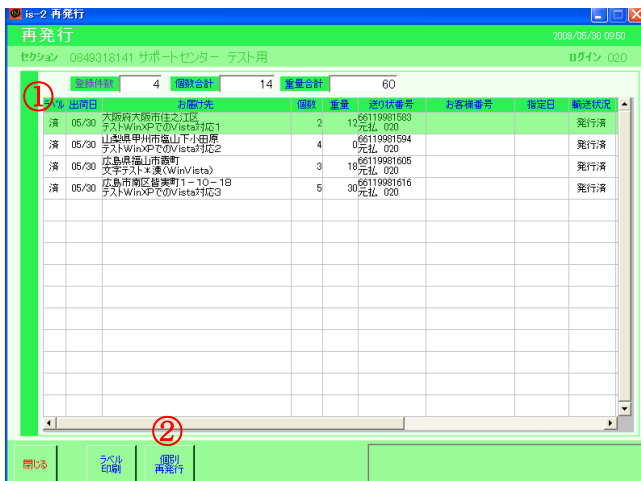 is-2 再発行
再発行 2008/05/30 0950
セクション 0849318141 サポートセンター テスト用 ログイン 020
登録件数 4 個数合計 14 重量合計 60
①
ラベル 出荷日 お届け先 個数 重量 送り状番号 お客様番号 指定日 輸送状況
済 05/30 大阪府大阪市住之江区 2 12 66119981583 発行済
テストWinXPでのVista対応1 元払 020
済 05/30 山梨県甲州市塩山下小田原 4 0 66119981594 発行済
テストWinXPでのVista対応2 元払 020
済 05/30 広島県福山市霞町 3 18 66119981605 発行済
文字テスト*濹(WinVista) 元払 020
済 05/30 広島市南区皆実町1-10-18 5 30 66119981616 発行済
テストWinXPでのVista対応3 元払 020
②
閉じる ラベル 個別
印刷 再発行